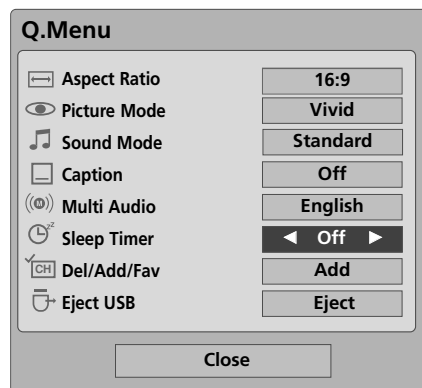 Q.Menu
Aspect Ratio 16:9
Picture Mode Vivid
Sound Mode Standard
Caption Off
Multi Audio English
Sleep Timer ◄ Off ►
CH Del/Add/Fav Add
Eject USB Eject
Close